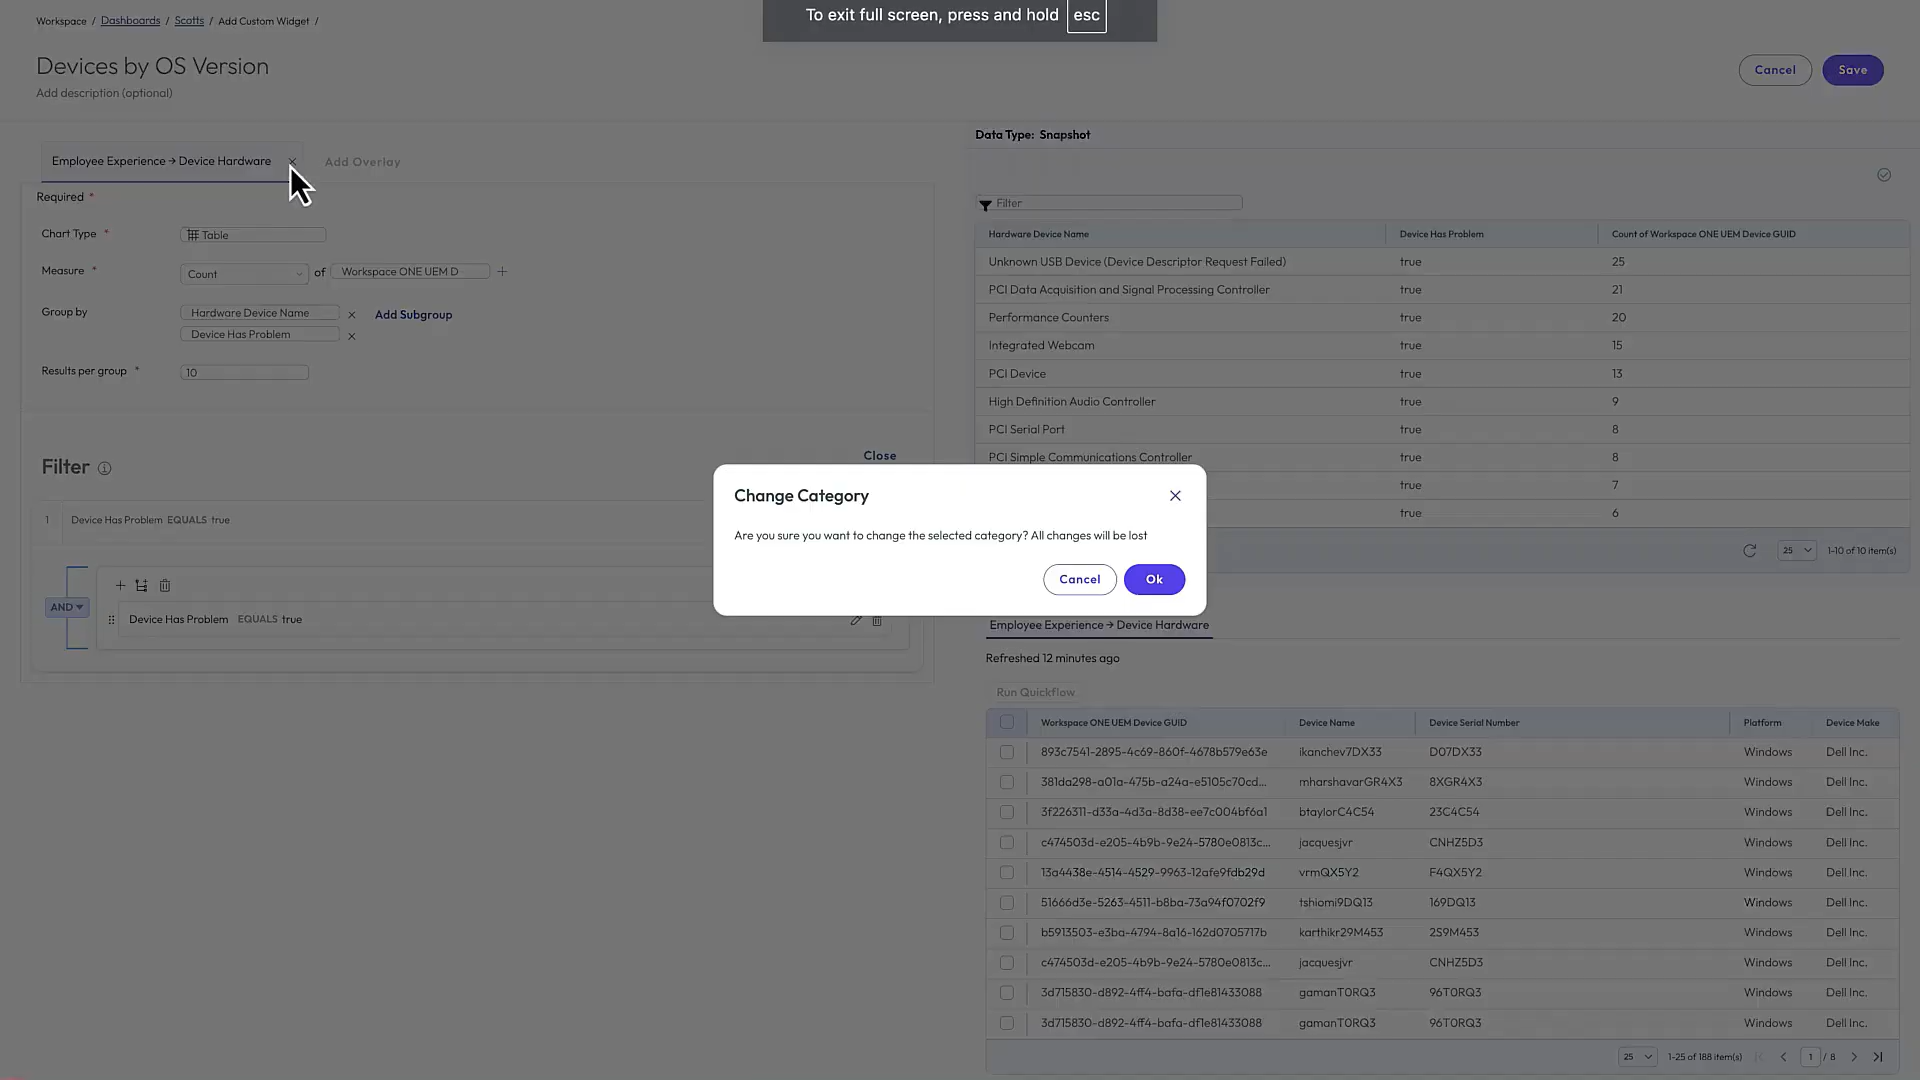 To exit full screen, press and hold esc
Workspace / Dashboards / Scotts / Add Custom Widget /
Devices by OS Version
Add description (optional)
Cancel
Save
Employee Experience → Device Hardware
Add Overlay
Required *
Chart Type *
Table
Measure *
Count
of
Workspace ONE UEM D
Group by
Hardware Device Name
Add Subgroup
Device Has Problem
Results per group *
10
Filter
Close
1 Device Has Problem EQUALS true
AND
Device Has Problem EQUALS true
Data Type: Snapshot
Filter
Hardware Device Name Device Has Problem Count of Workspace ONE UEM Device GUID
Unknown USB Device (Device Descriptor Request Failed) true 25
PCI Data Acquisition and Signal Processing Controller true 21
Performance Counters true 20
Integrated Webcam true 15
PCI Device true 13
High Definition Audio Controller true 9
PCI Serial Port true 8
PCI Simple Communications Controller true 8
true 7
true 6
25 1-10 of 10 item(s)
Change Category
Are you sure you want to change the selected category? All changes will be lost
Cancel
Ok
Employee Experience → Device Hardware
Refreshed 12 minutes ago
Run Quickflow
Workspace ONE UEM Device GUID Device Name Device Serial Number Platform Device Make
893c7541-2895-4c69-860f-4678b579e63e ikanchev7DX33 D07DX33 Windows Dell Inc.
381da298-a01a-475b-a24a-e5105c70cd... mharshavarGR4X3 8XGR4X3 Windows Dell Inc.
3f226311-d33a-4d3a-8d38-ee7c004bf6a1 btaylorC4C54 23C4C54 Windows Dell Inc.
c474503d-e205-4b9b-9e24-5780e0813c... jacquesjvr CNHZ5D3 Windows Dell Inc.
13a4438e-4514-4529-9963-12afe9fdb29d vrmQX5Y2 F4QX5Y2 Windows Dell Inc.
51666d3e-5263-4511-b8ba-73a94f0702f9 tshiomi9DQ13 169DQ13 Windows Dell Inc.
b5913503-e3ba-4794-8a16-162d0705717b karthikr29M453 2S9M453 Windows Dell Inc.
c474503d-e205-4b9b-9e24-5780e0813c... jacquesjvr CNHZ5D3 Windows Dell Inc.
3d715830-d892-4ff4-bafa-df1e81433088 gamanT0RQ3 96T0RQ3 Windows Dell Inc.
3d715830-d892-4ff4-bafa-df1e81433088 gamanT0RQ3 96T0RQ3 Windows Dell Inc.
25 1-25 of 188 item(s) 1 / 8